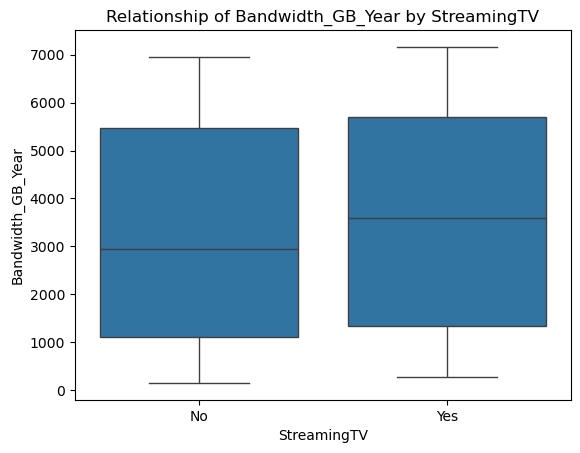 Relationship of Bandwidth_GB_Year by StreamingTV
7000
6000
5000
4000
3000
2000
1000
0
Bandwidth_GB_Year
No
Yes
StreamingTV